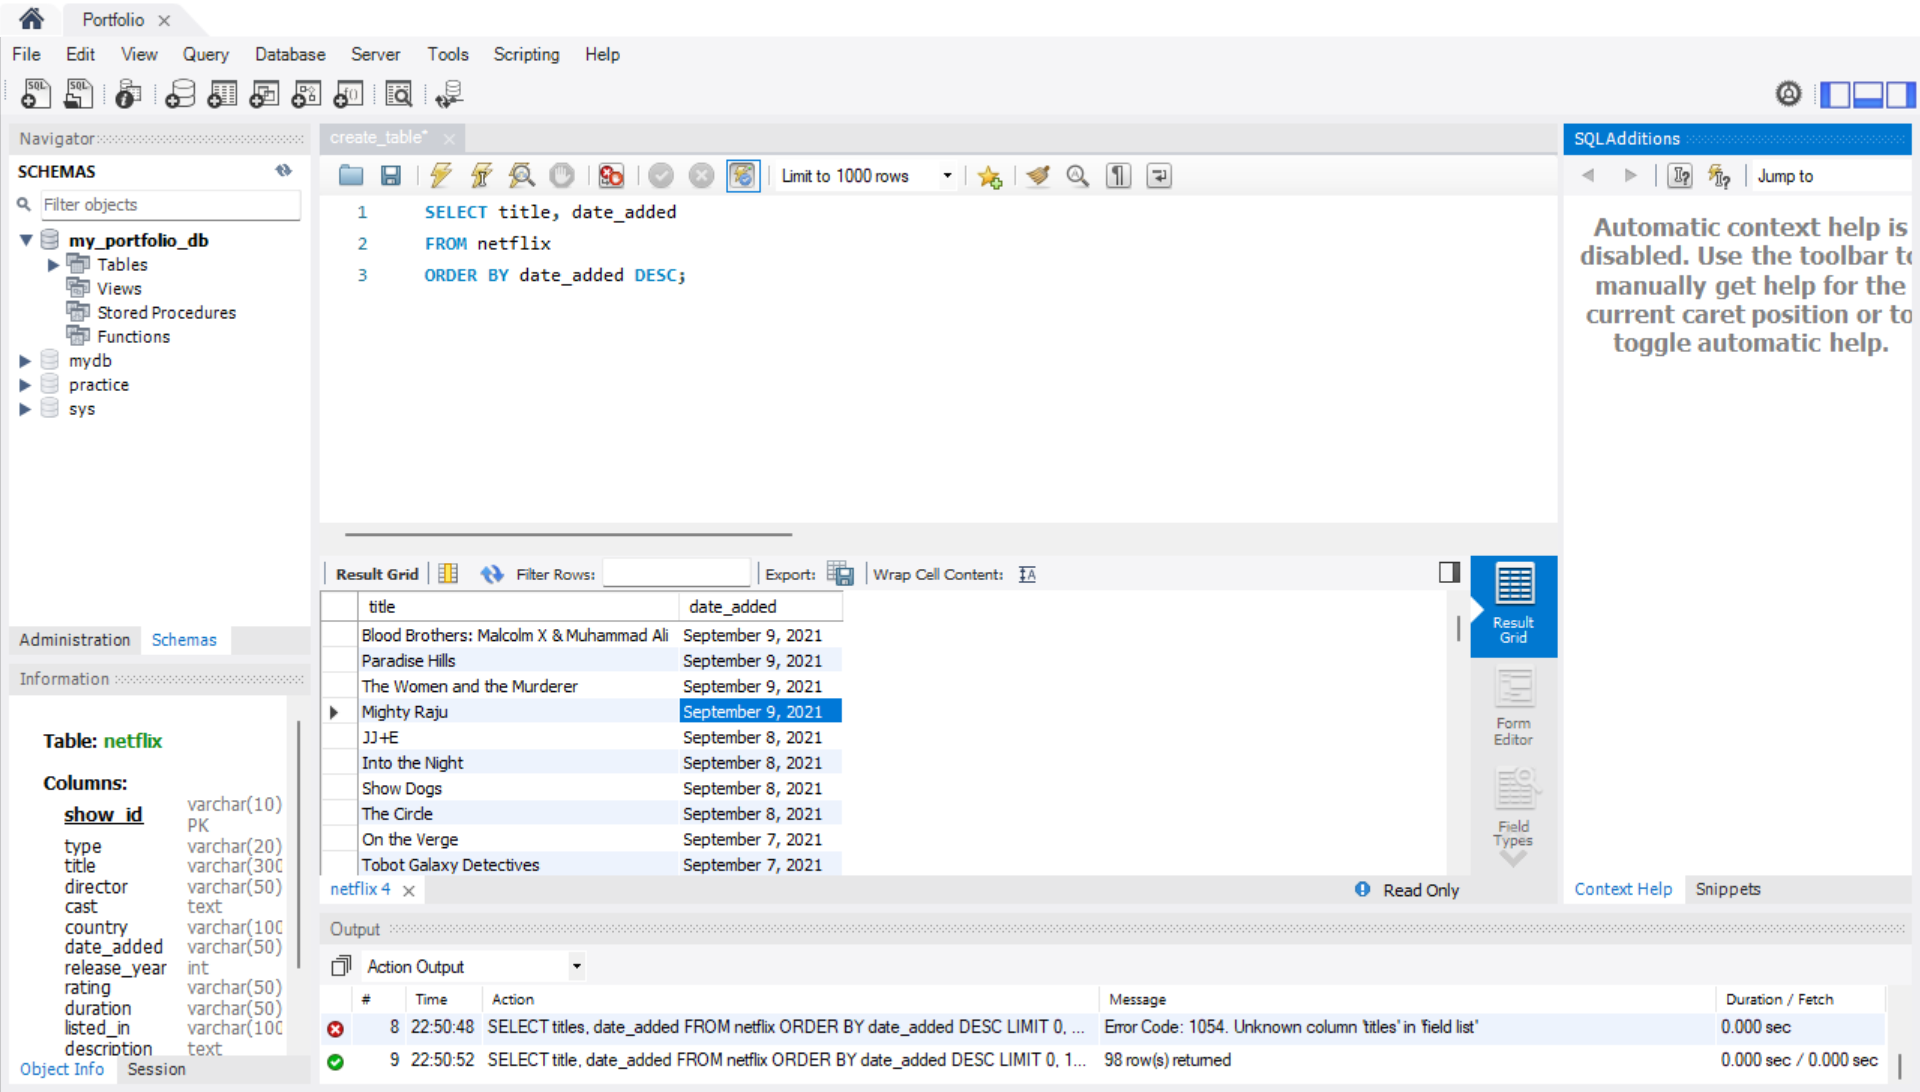 Portfolio
File Edit View Query Database Server Tools Scripting Help
Navigator
SCHEMAS
Filter objects
my_portfolio_db
Tables
Views
Stored Procedures
Functions
mydb
practice
sys
Administration Schemas
Information
Table: netflix
Columns:
show_id varchar(10) PK
type varchar(20)
title varchar(300
director varchar(50)
cast text
country varchar(100
date_added varchar(50)
release_year int
rating varchar(50)
duration varchar(50)
listed_in varchar(100
description text
Object Info Session
create_table*
Limit to 1000 rows
1 SELECT title, date_added
2 FROM netflix
3 ORDER BY date_added DESC;
Result Grid Filter Rows: Export: Wrap Cell Content:
title date_added
Blood Brothers: Malcolm X & Muhammad Ali September 9, 2021
Paradise Hills September 9, 2021
The Women and the Murderer September 9, 2021
Mighty Raju September 9, 2021
JJ+E September 8, 2021
Into the Night September 8, 2021
Show Dogs September 8, 2021
The Circle September 8, 2021
On the Verge September 7, 2021
Tobot Galaxy Detectives September 7, 2021
Result
Grid
Form
Editor
Field
Types
netflix 4 Read Only
SQLAdditions
Jump to
Automatic context help is
disabled. Use the toolbar to
manually get help for the
current caret position or to
toggle automatic help.
Context Help Snippets
Output
Action Output
# Time Action Message Duration / Fetch
8 22:50:48 SELECT titles, date_added FROM netflix ORDER BY date_added DESC LIMIT 0, ... Error Code: 1054. Unknown column 'titles' in 'field list' 0.000 sec
9 22:50:52 SELECT title, date_added FROM netflix ORDER BY date_added DESC LIMIT 0, 1... 98 row(s) returned 0.000 sec / 0.000 sec